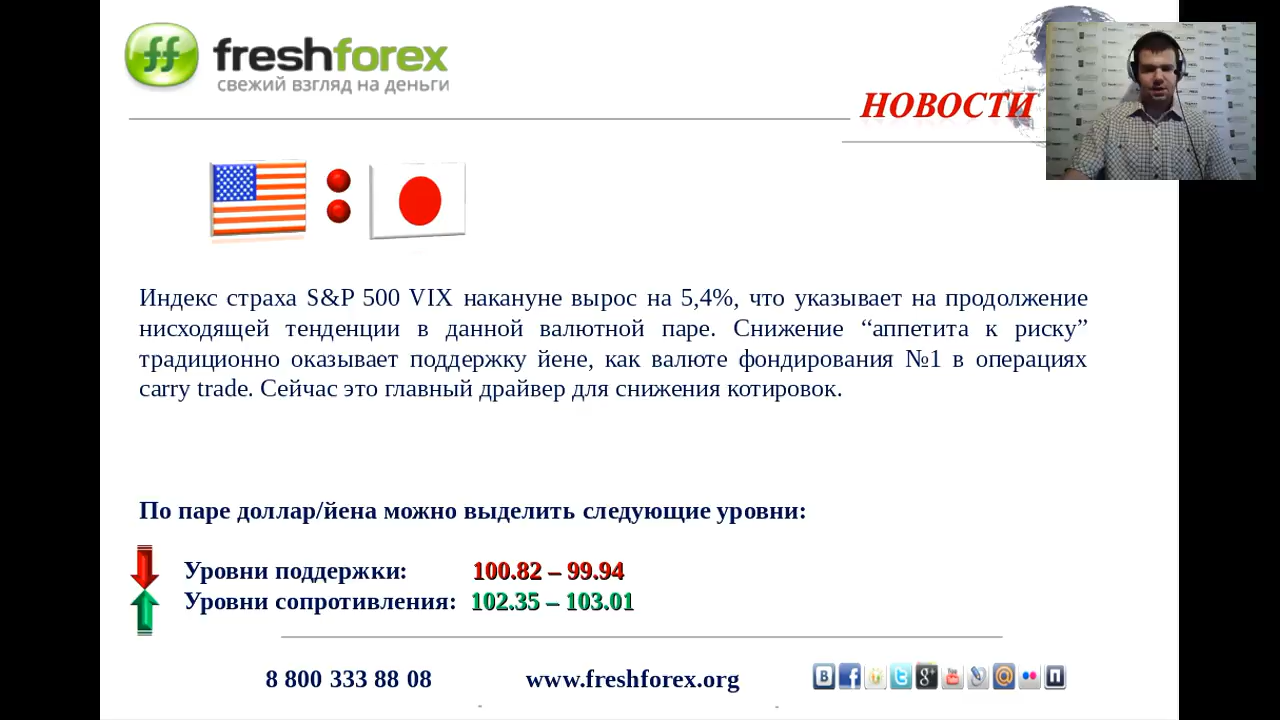 freshforex
свежий взгляд на деньги
НОВОСТИ
Индекс страха S&P 500 VIX накануне вырос на 5,4%, что указывает на продолжение
нисходящей тенденции в данной валютной паре. Снижение “аппетита к риску”
традиционно оказывает поддержку йене, как валюте фондирования №1 в операциях
carry trade. Сейчас это главный драйвер для снижения котировок.
По паре доллар/йена можно выделить следующие уровни:
Уровни поддержки: 100.82 – 99.94
Уровни сопротивления: 102.35 – 103.01
8 800 333 88 08 www.freshforex.org